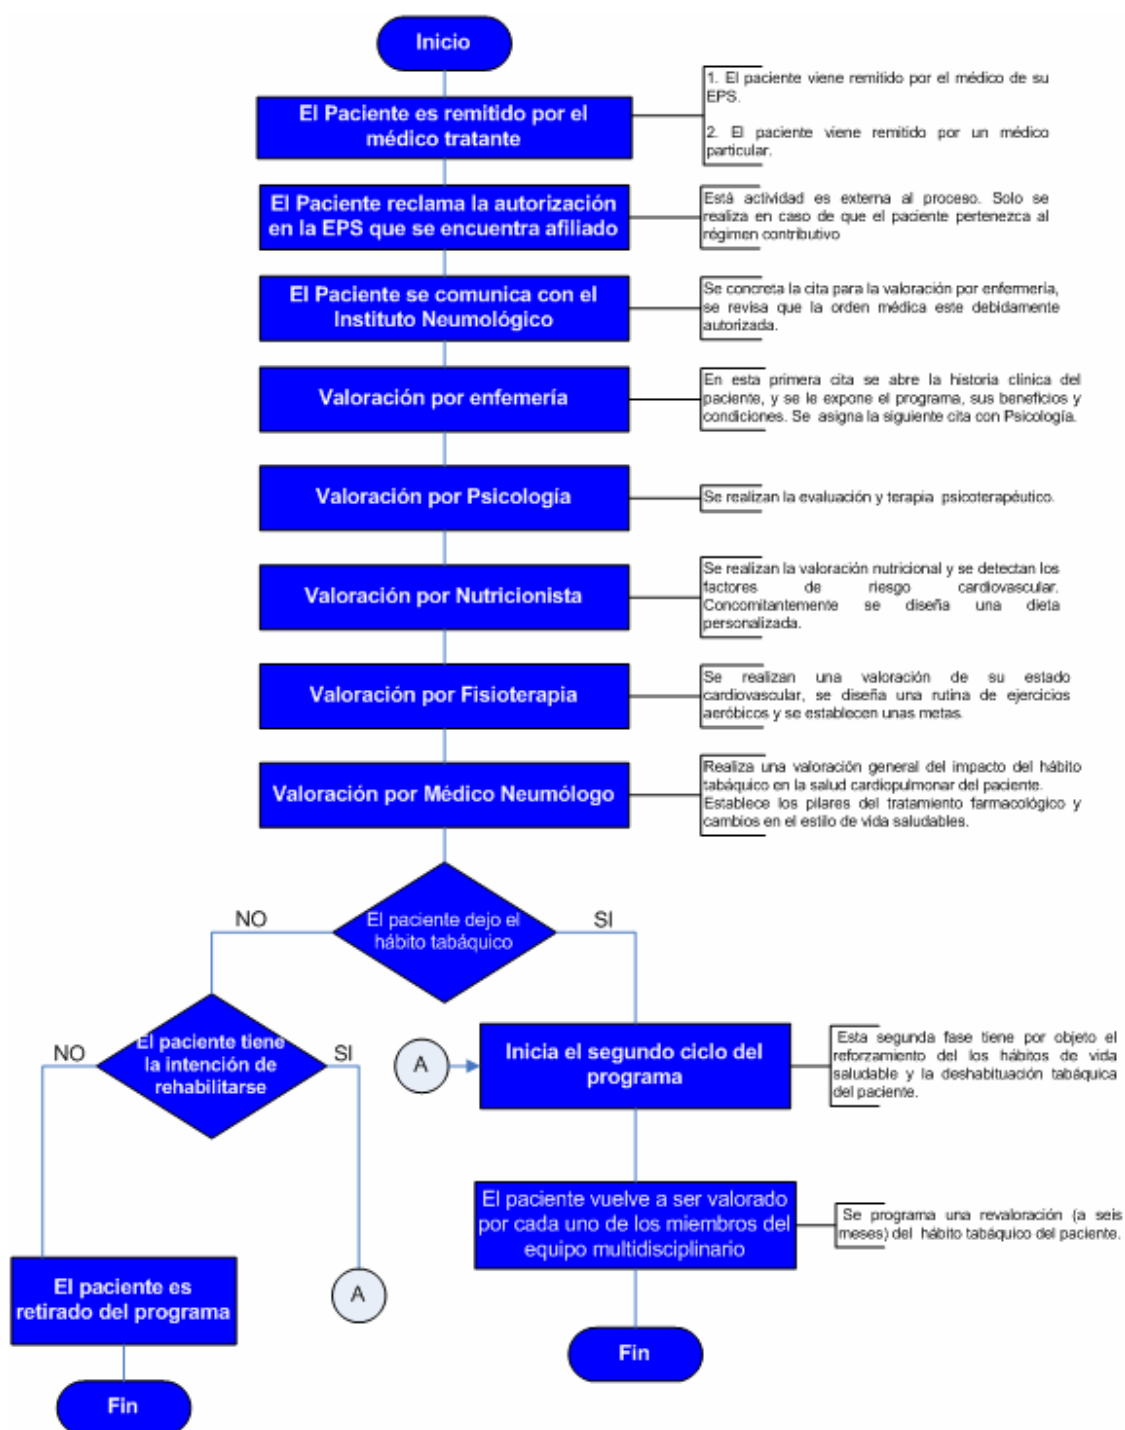 Inicio
El Paciente es remitido por el
médico tratante
1. El paciente viene remitido por el médico de su
EPS.
2. El paciente viene remitido por un médico
particular.
El Paciente reclama la autorización
en la EPS que se encuentra afiliado
Está actividad es externa al proceso. Solo se
realiza en caso de que el paciente pertenezca al
régimen contributivo
El Paciente se comunica con el
Instituto Neumológico
Se concreta la cita para la valoración por enfermería,
se revisa que la orden médica este debidamente
autorizada.
Valoración por enfemería
En esta primera cita se abre la historia clínica del
paciente, y se le expone el programa, sus beneficios y
condiciones. Se asigna la siguiente cita con Psicología.
Valoración por Psicología
Se realizan la evaluación y terapia psicoterapéutico.
Valoración por Nutricionista
Se realizan la valoración nutricional y se detectan los
factores de riesgo cardiovascular.
Concomitantemente se diseña una dieta
personalizada.
Valoración por Fisioterapia
Se realizan una valoración de su estado
cardiovascular, se diseña una rutina de ejercicios
aeróbicos y se establecen unas metas.
Valoración por Médico Neumólogo
Realiza una valoración general del impacto del hábito
tabáquico en la salud cardiopulmonar del paciente.
Establece los pilares del tratamiento farmacológico y
cambios en el estilo de vida saludables.
El paciente dejo el
hábito tabáquico
NO
SI
El paciente tiene
la intención de
rehabilitarse
NO
SI
A
Inicia el segundo ciclo del
programa
Esta segunda fase tiene por objeto el
reforzamiento del los hábitos de vida
saludable y la deshabituación tabáquica
del paciente.
El paciente vuelve a ser valorado
por cada uno de los miembros del
equipo multidisciplinario
Se programa una revaloración (a seis
meses) del hábito tabáquico del paciente.
El paciente es
retirado del programa
A
Fin
Fin